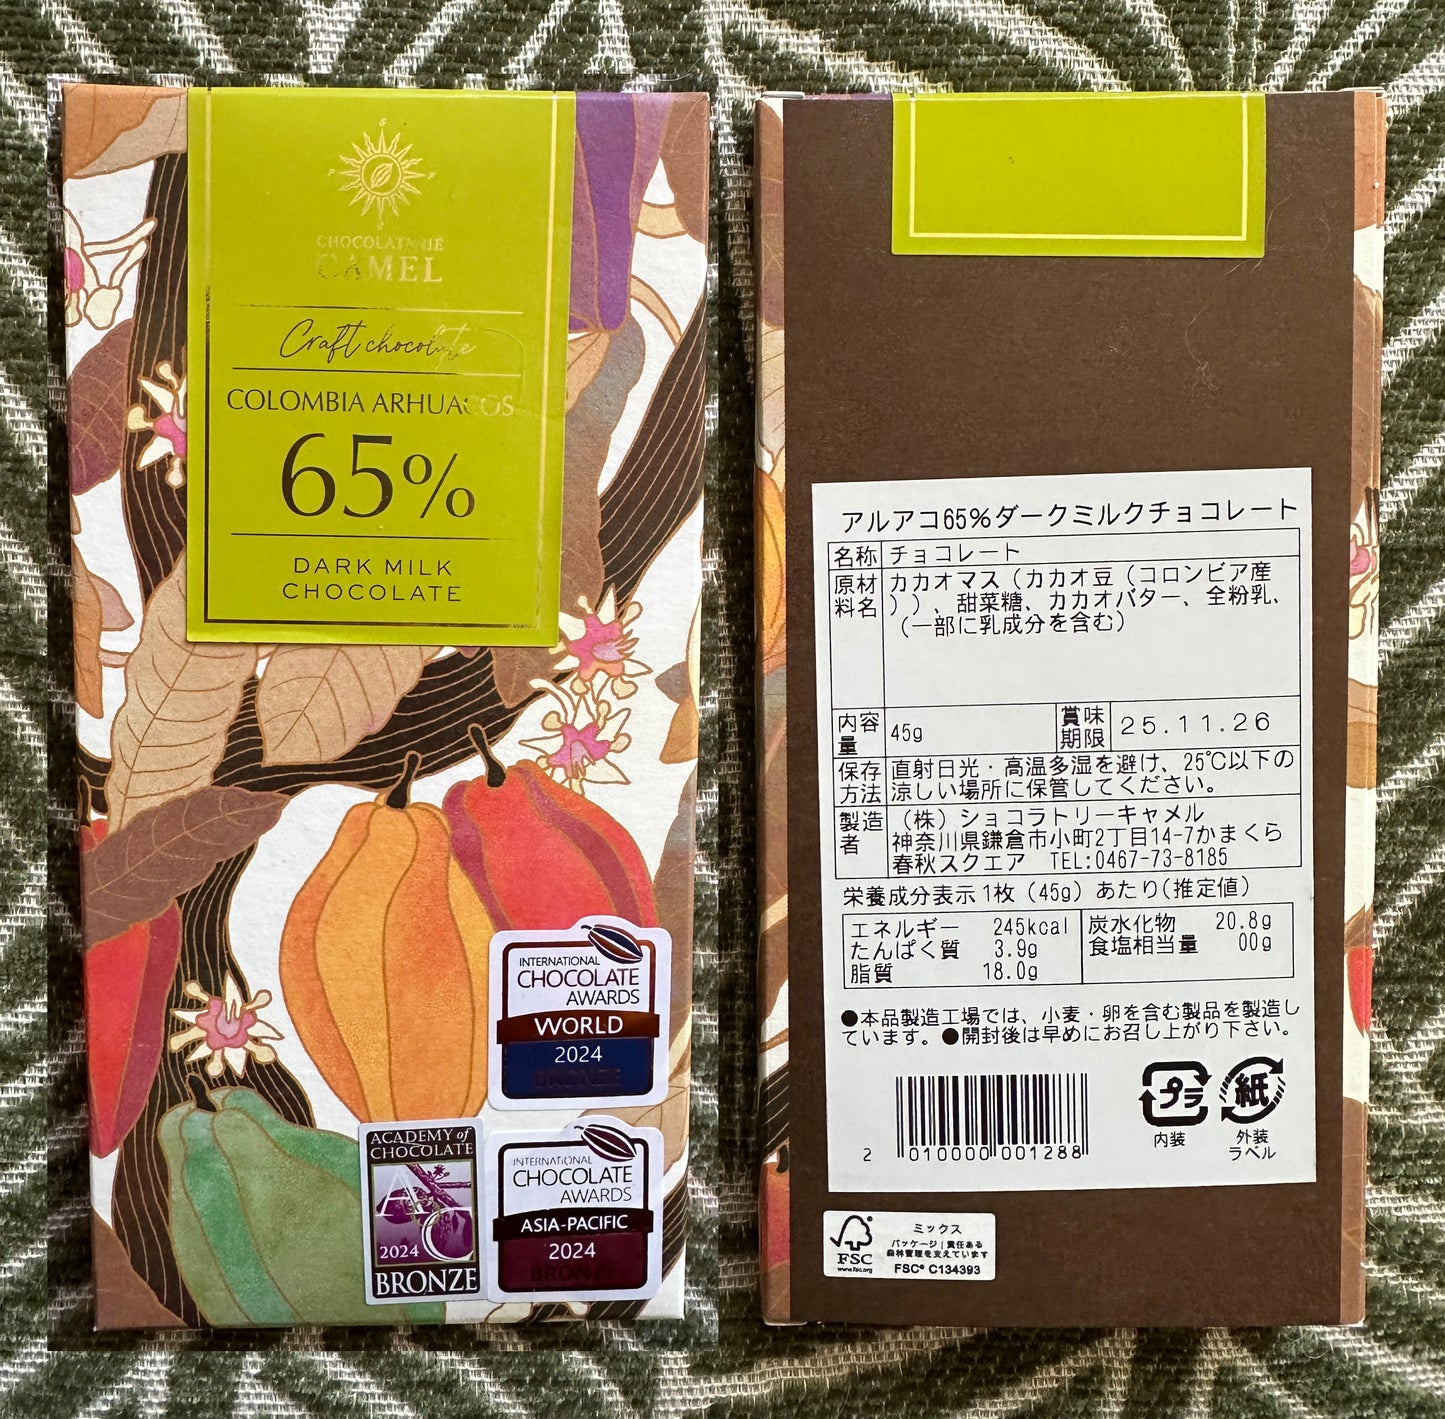 CHOCOLATERIE
CAMEL
Craft chocolate
COLOMBIA ARHUACOS
65%
DARK MILK
CHOCOLATE
INTERNATIONAL
CHOCOLATE
AWARDS
WORLD
2024
BRONZE
ACADEMY of
CHOCOLATE
AC
2024
BRONZE
INTERNATIONAL
CHOCOLATE
AWARDS
ASIA-PACIFIC
2024
BRONZE
アルアコ65%ダークミルクチョコレート
名称 チョコレート
原材料名 カカオマス(カカオ豆(コロンビア産
))、甜菜糖、カカオバター、全粉乳、
(一部に乳成分を含む)
内容量 45g 賞味期限 25.11.26
保存方法 直射日光・高温多湿を避け、25℃以下の
涼しい場所に保管してください。
製造者 (株)ショコラトリーキャメル
神奈川県鎌倉市小町2丁目14-7かまくら
春秋スクエア TEL:0467-73-8185
栄養成分表示1枚(45g)あたり(推定値)
エネルギー 245kcal 炭水化物 20.8g
たんぱく質 3.9g 食塩相当量 00g
脂質 18.0g
●本品製造工場では、小麦・卵を含む製品を製造し
ています。●開封後は早めにお召し上がり下さい。
プラ 紙
内装 外装
ラベル
2 010000 001288
FSC
www.fsc.org
ミックス
パッケージ|責任ある
森林管理を支えています
FSC® C134393